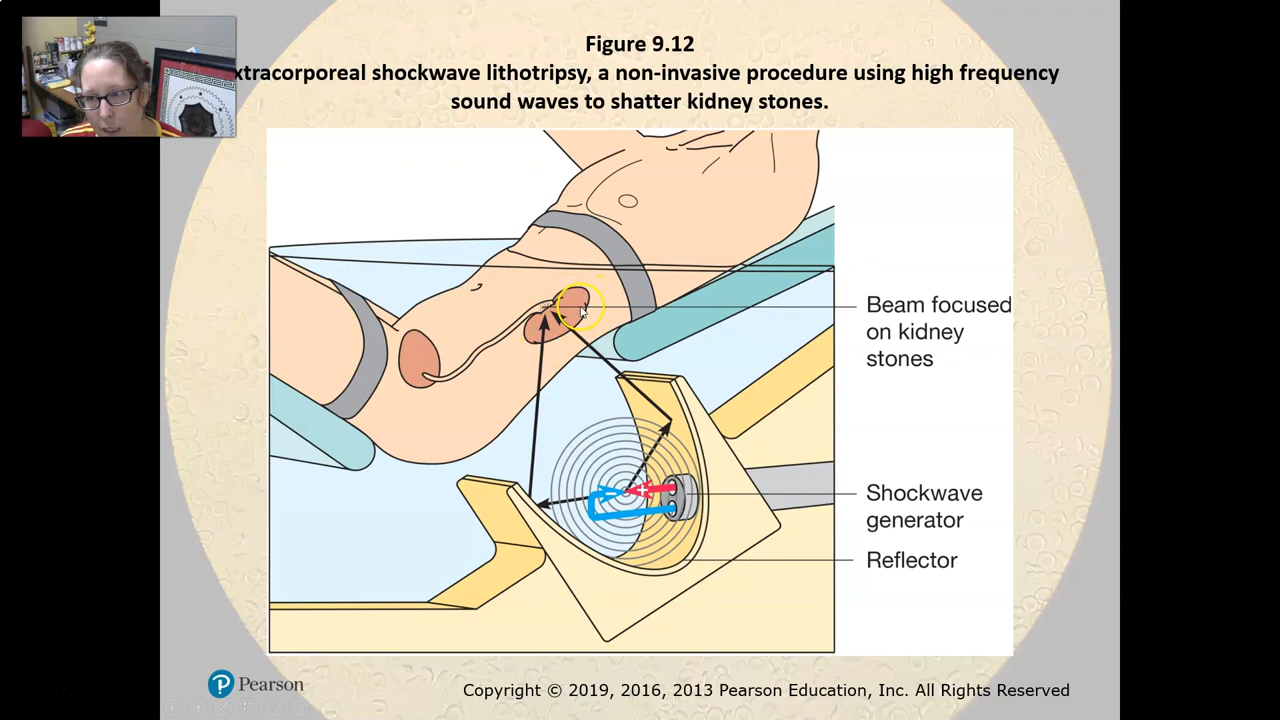 Figure 9.12
xtracorporeal shockwave lithotripsy, a non-invasive procedure using high frequency
sound waves to shatter kidney stones.
Beam focused
on kidney
stones
Shockwave
generator
Reflector
Pearson
Copyright © 2019, 2016, 2013 Pearson Education, Inc. All Rights Reserved